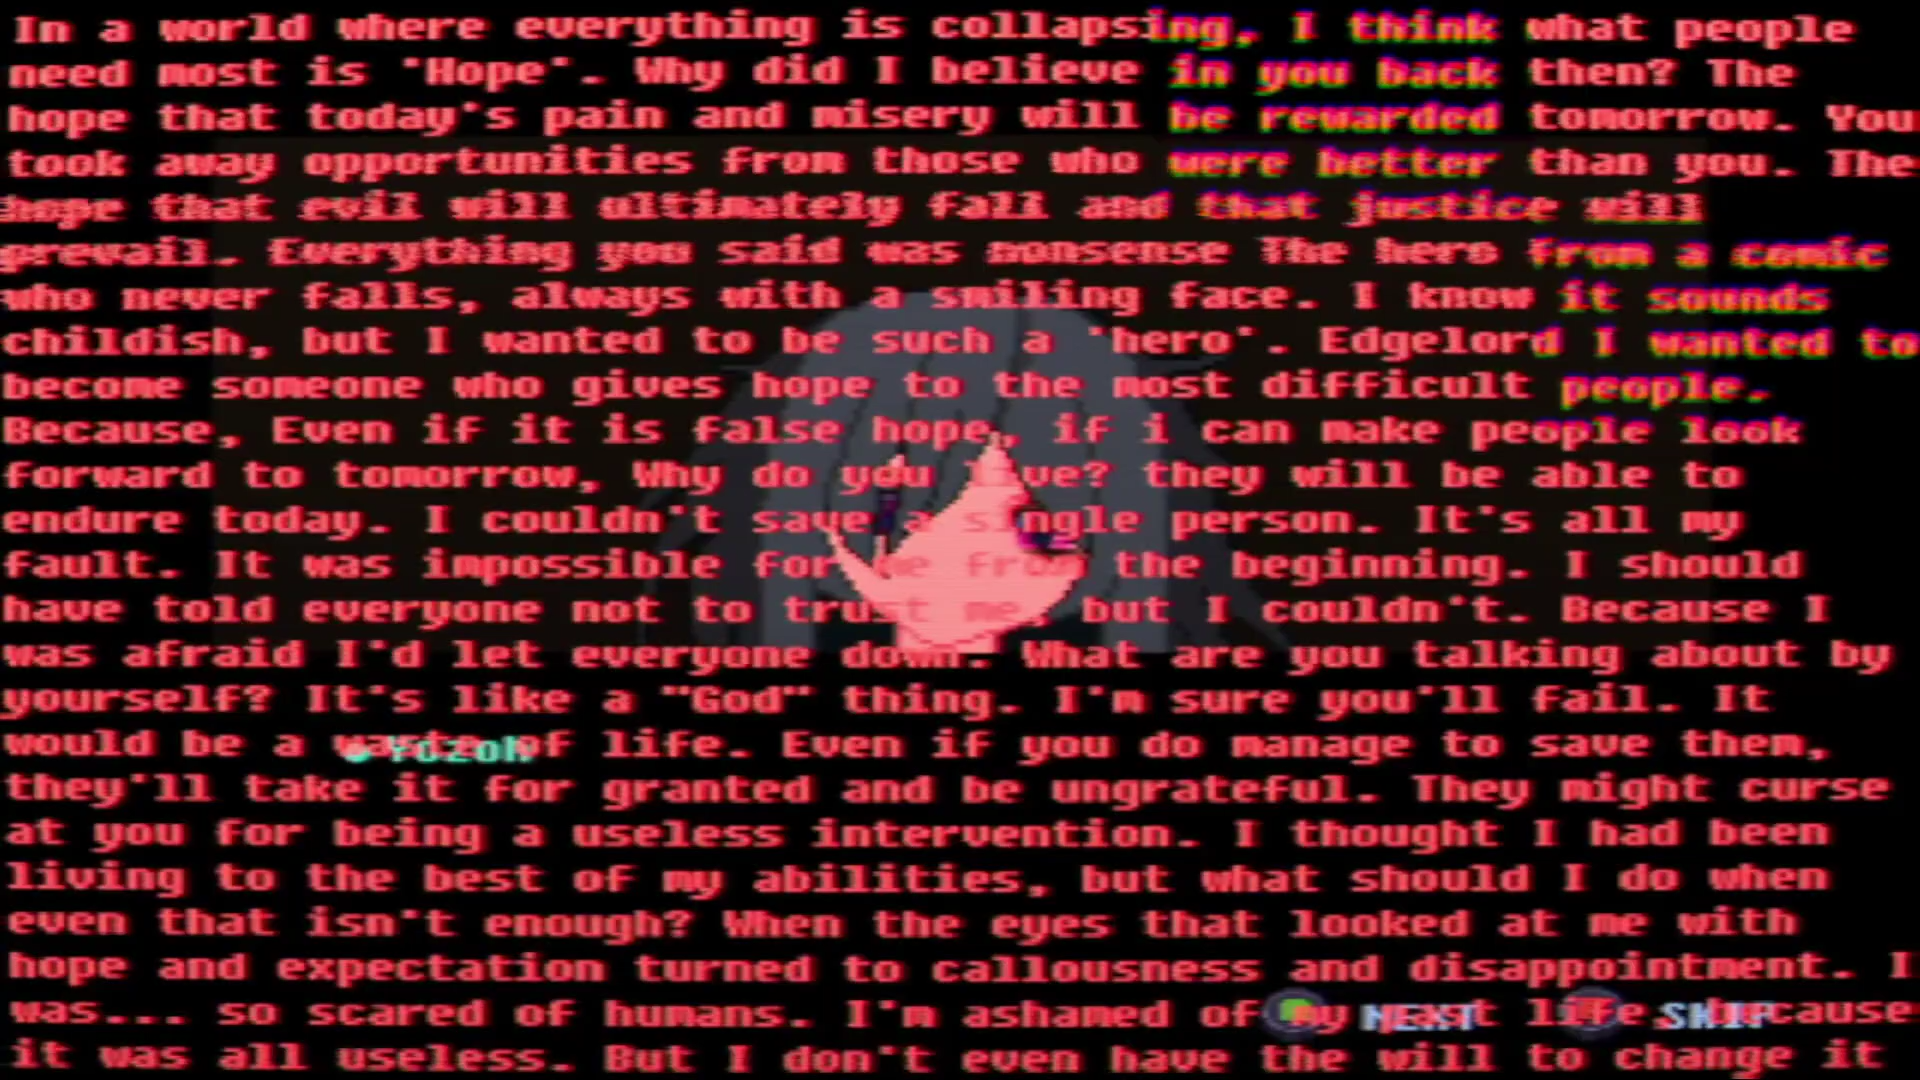 In a world where everything is collapsing, I think what people
need most is 'Hope'. Why did I believe in you back then? The
hope that today's pain and misery will be rewarded tomorrow. You
took away opportunities from those who were better than you. The
hope that evil will ultimately fall and that justice will
prevail. Everything you said was nonsense The hero from a comic
who never falls, always with a smiling face. I know it sounds
childish, but I wanted to be such a 'hero'. Edgelord I wanted to
become someone who gives hope to the most difficult people.
Because, Even if it is false hope, if i can make people look
forward to tomorrow, Why do you live? they will be able to
endure today. I couldn't save a single person. It's all my
fault. It was impossible for me from the beginning. I should
have told everyone not to trust me, but I couldn't. Because I
was afraid I'd let everyone down. What are you talking about by
yourself? It's like a "God" thing. I'm sure you'll fail. It
would be a waste of life. Even if you do manage to save them,
Yozoh
they'll take it for granted and be ungrateful. They might curse
at you for being a useless intervention. I thought I had been
living to the best of my abilities, but what should I do when
even that isn't enough? When the eyes that looked at me with
hope and expectation turned to callousness and disappointment. I
was... so scared of humans. I'm ashamed of my past life, because
NEXT SKIP
it was all useless. But I don't even have the will to change it